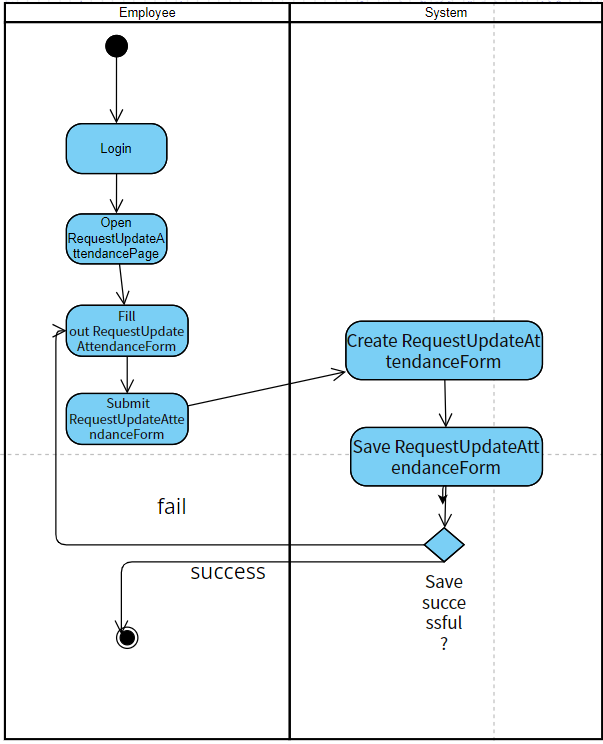 Employee
System
Login
Open
RequestUpdateA
ttendancePage
Fill
out RequestUpdate
AttendanceForm
Submit
RequestUpdateAtte
ndanceForm
Create RequestUpdateAt
tendanceForm
Save RequestUpdateAtt
endanceForm
fail
success
Save
succe
ssful
?